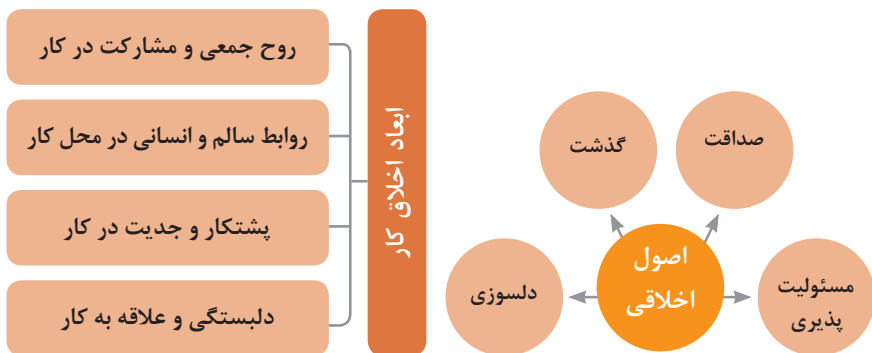 اصول
اخلاقی
صداقت
گذشت
مسئولیت
پذیری
دلسوزی
ابعاد اخلاق کار
روح جمعی و مشارکت در کار
روابط سالم و انسانی در محل کار
پشتکار و جدیت در کار
دلبستگی و علاقه به کار